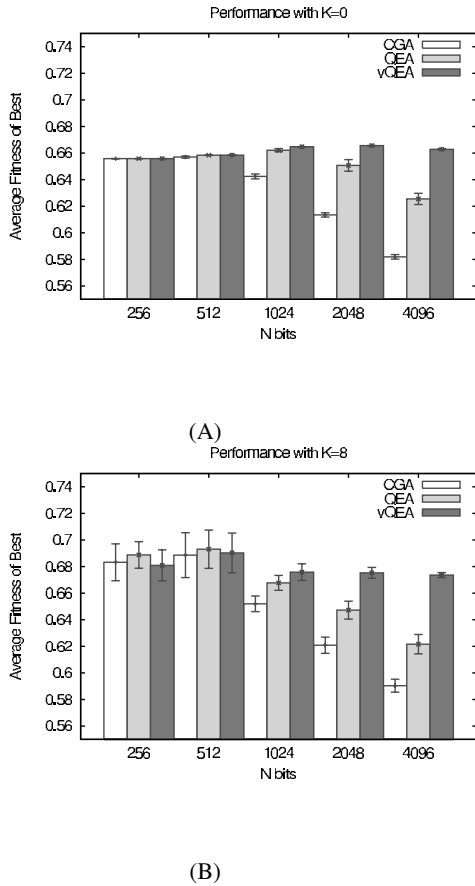 Performance with K=0
0.74
0.72
0.7
0.68
0.66
0.64
0.62
0.6
0.58
0.56
Average Fitness of Best
CGA
QEA
vQEA
256 512 1024 2048 4096
N bits
(A)
Performance with K=8
0.74
0.72
0.7
0.68
0.66
0.64
0.62
0.6
0.58
0.56
Average Fitness of Best
CGA
QEA
vQEA
256 512 1024 2048 4096
N bits
(B)